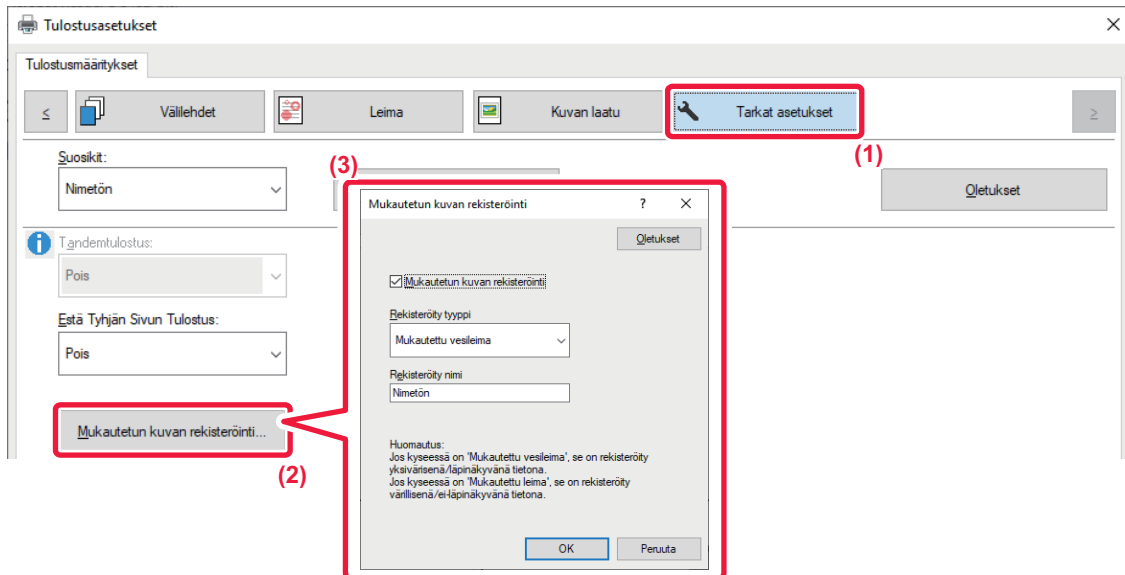 Tulostusasetukset
Tulostusmääritykset
≤ Välilehdet Leima Kuvan laatu Tarkat asetukset ≥
(1)
Suosikit:
Nimetön
Oletukset
Tandemtulostus:
Pois
Estä Tyhjän Sivun Tulostus:
Pois
Mukautetun kuvan rekisteröinti...
(2)
(3)
Mukautetun kuvan rekisteröinti ?
Oletukset
Mukautetun kuvan rekisteröinti
Rekisteröity tyyppi
Mukautettu vesileima
Rekisteröity nimi
Nimetön
Huomautus:
Jos kyseessä on 'Mukautettu vesileima', se on rekisteröity
yksivärisenä/läpinäkyvänä tietona.
Jos kyseessä on 'Mukautettu leima', se on rekisteröity
värillisenä/ei-läpinäkyvänä tietona.
OK Peruuta